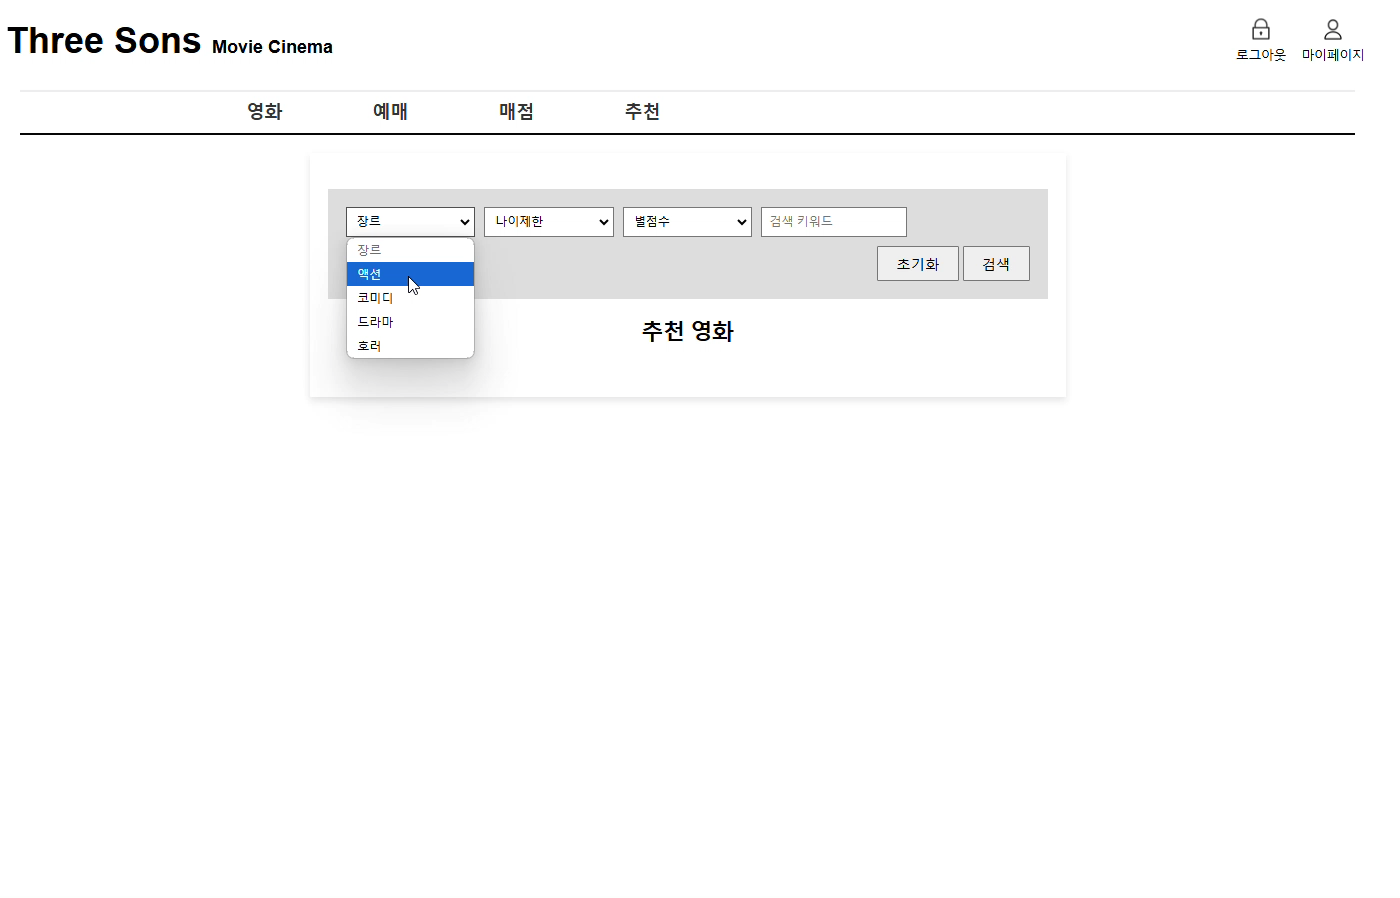 Three Sons Movie Cinema
로그아웃 마이페이지
영화 예매 매점 추천
장르 나이제한 별점수 검색 키워드
장르
액션
코미디
드라마
호러
초기화 검색
추천 영화